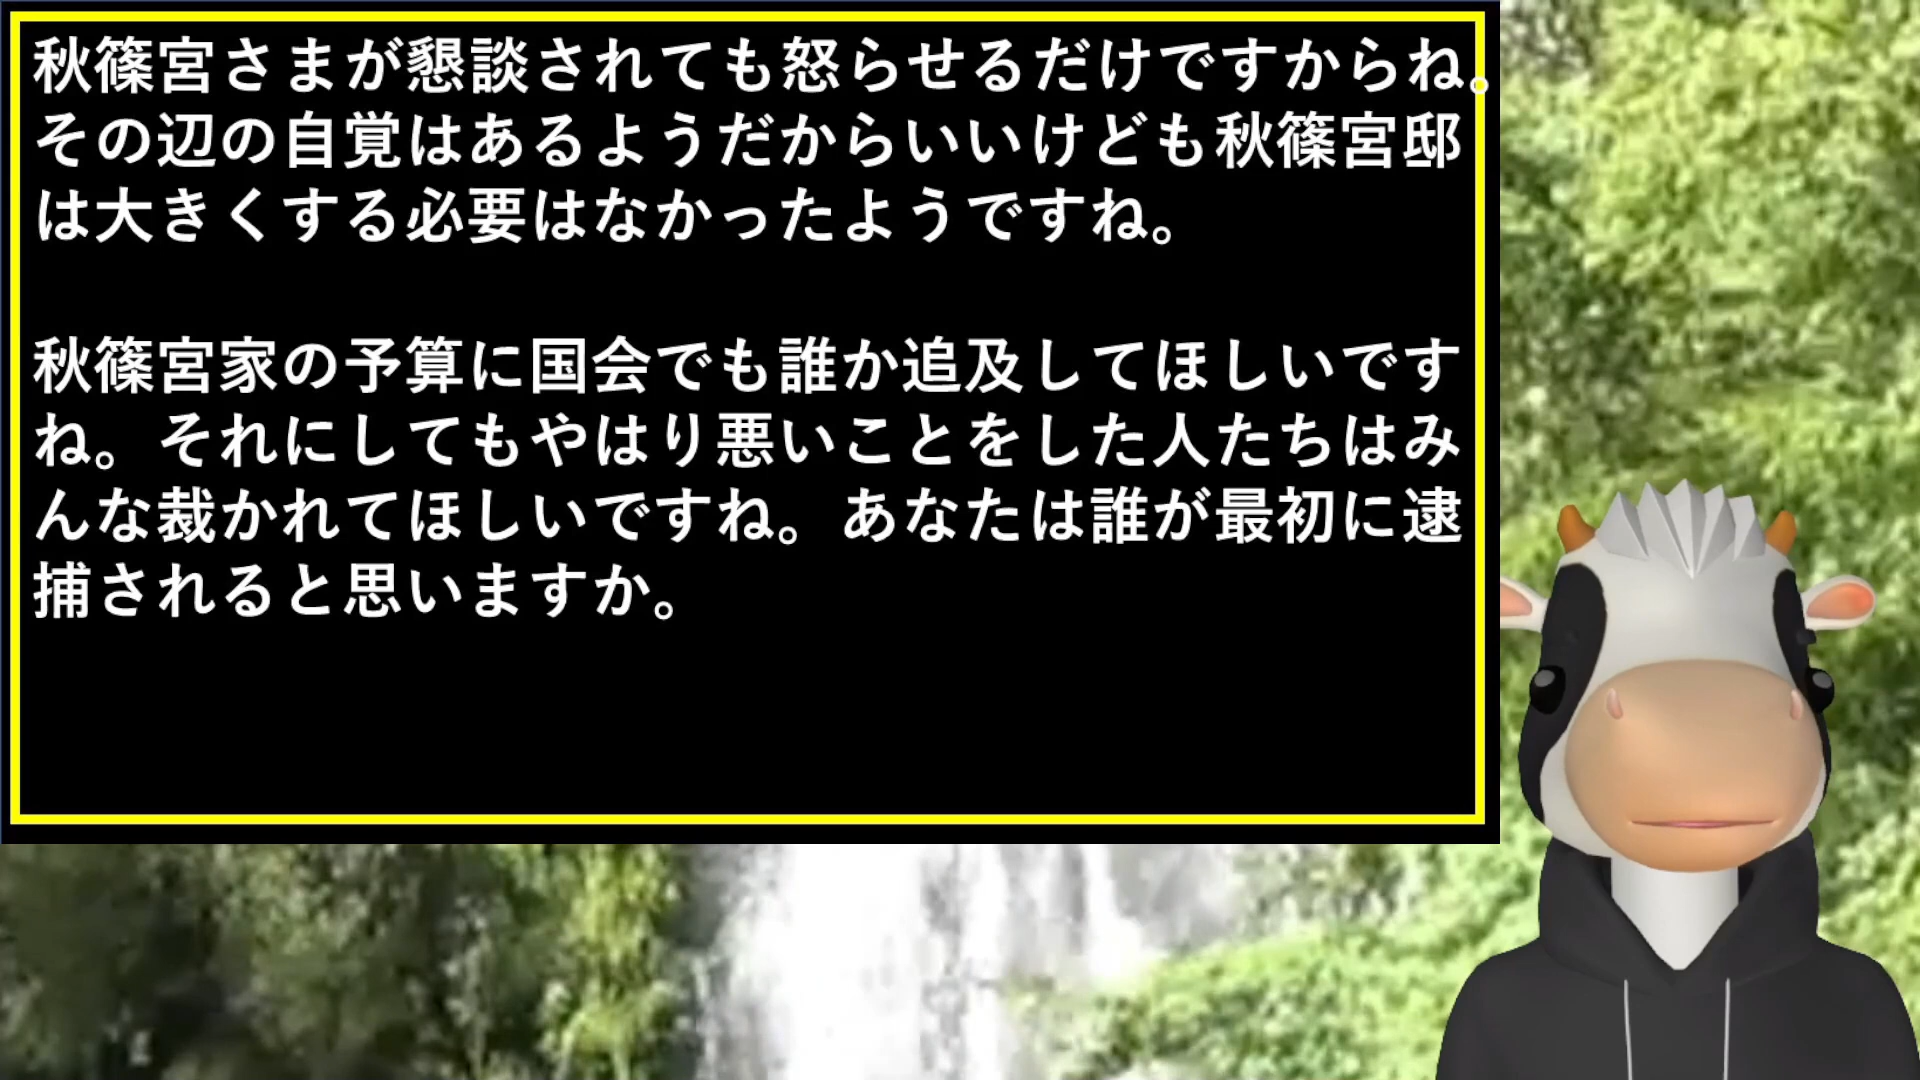 秋篠宮さまが懇談されても怒らせるだけですからね。
その辺の自覚はあるようだからいいけども秋篠宮邸
は大きくする必要はなかったようですね。
秋篠宮家の予算に国会でも誰か追及してほしいです
ね。それにしてもやはり悪いことをした人たちはみ
んな裁かれてほしいですね。あなたは誰が最初に逮
捕されると思いますか。